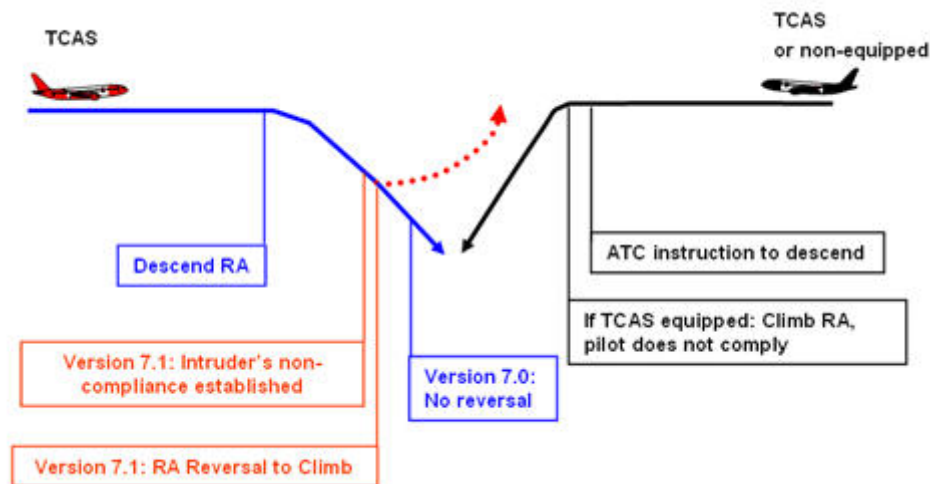 TCAS
TCAS
or non-equipped
Descend RA
ATC instruction to descend
If TCAS equipped: Climb RA,
pilot does not comply
Version 7.1: Intruder's non-
compliance established
Version 7.0:
No reversal
Version 7.1: RA Reversal to Climb